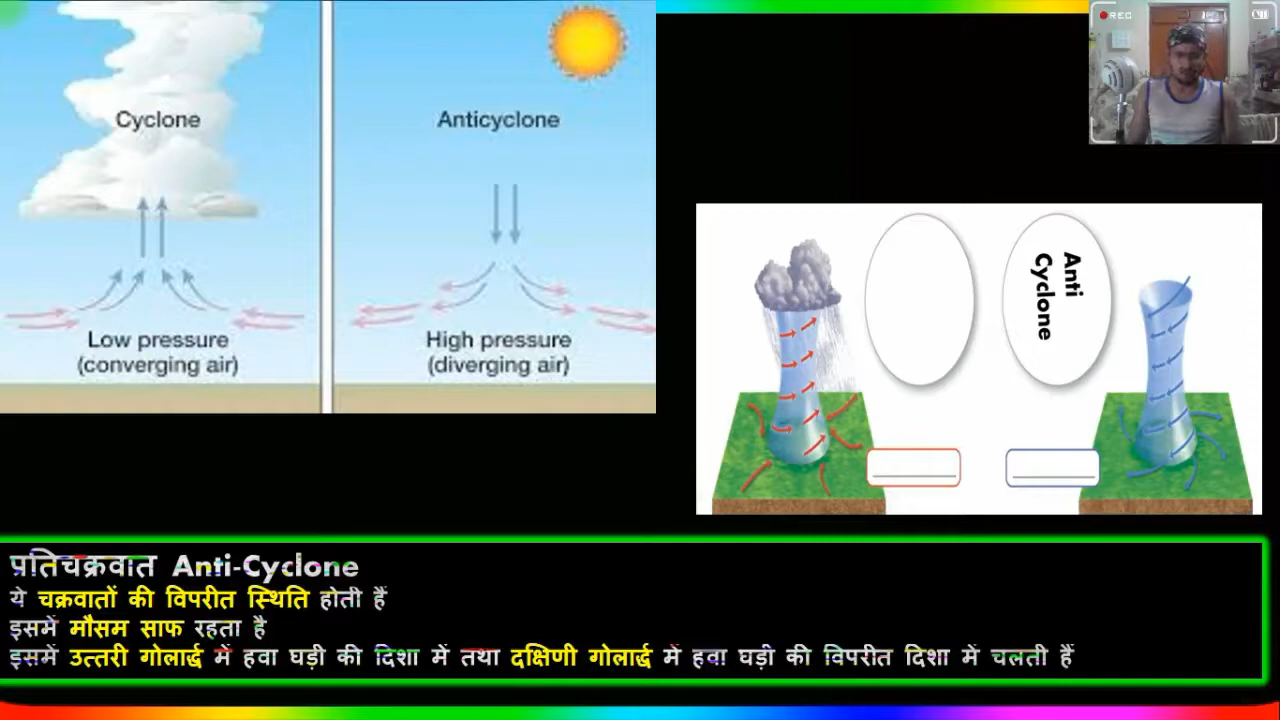 REC
Cyclone
Anticyclone
Low pressure
(converging air)
High pressure
(diverging air)
Anti
Cyclone
प्रतिचक्रवात Anti-Cyclone
ये चक्रवातों की विपरीत स्थिति होती हैं
इसमें मौसम साफ रहता है
इसमें उत्तरी गोलार्द्ध में हवा घड़ी की दिशा में तथा दक्षिणी गोलार्द्ध में हवा घड़ी की विपरीत दिशा में चलती हैं